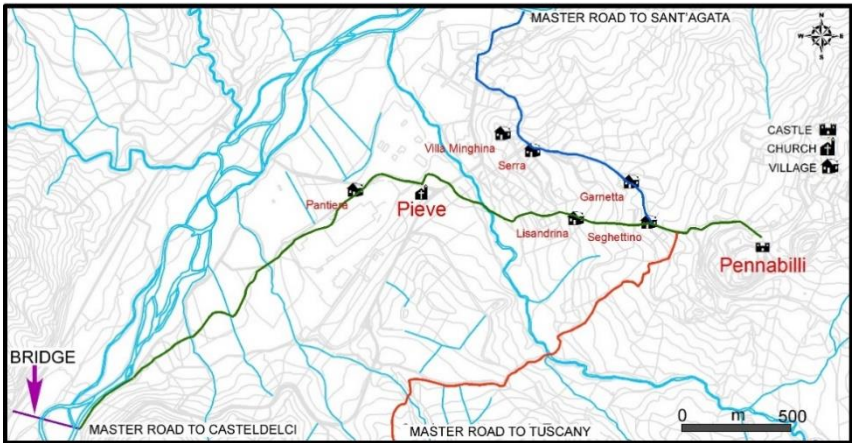 MASTER ROAD TO SANT'AGATA
N
W E
S
CASTLE
CHURCH
VILLAGE
Villa Minghina
Serra
Garnetta
Pantiera
Pieve
Lisandrina
Seghettino
Pennabilli
BRIDGE
MASTER ROAD TO CASTELDELCI
MASTER ROAD TO TUSCANY
0 m 500